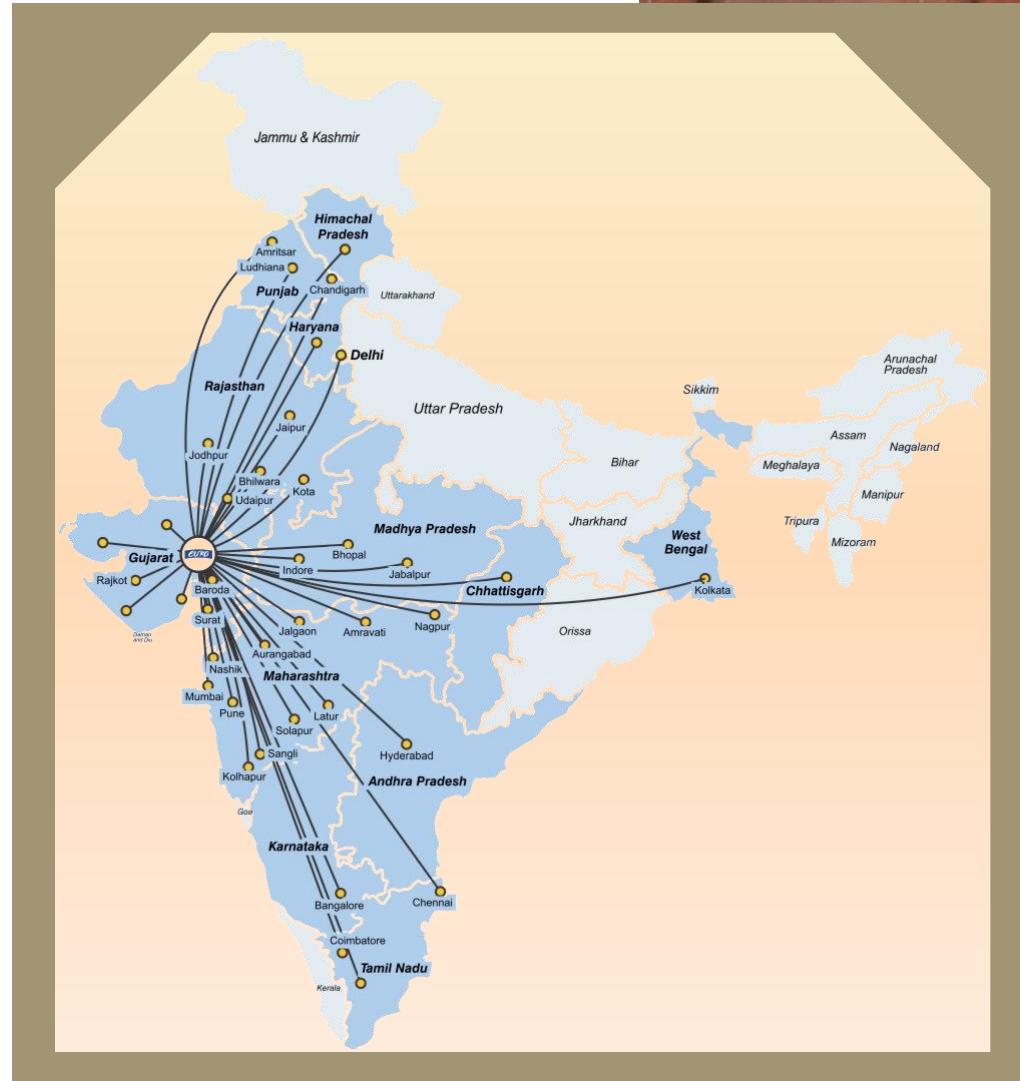 Jammu & Kashmir
Himachal
Pradesh
Amritsar
Ludhiana
Punjab
Chandigarh
Uttarakhand
Haryana
Delhi
Rajasthan
Uttar Pradesh
Sikkim
Arunachal
Pradesh
Jaipur
Jodhpur
Assam
Nagaland
Bihar
Meghalaya
Bhilwara
Kota
Udaipur
Manipur
Madhya Pradesh
Jharkhand
Tripura
Mizoram
West
Bengal
Gujarat
EURO
Bhopal
Indore
Jabalpur
Rajkot
Baroda
Chhattisgarh
Kolkata
Surat
Daman
and Diu
Jalgaon
Amravati
Nagpur
Orissa
Aurangabad
Nashik
Maharashtra
Mumbai
Pune
Latur
Solapur
Sangli
Hyderabad
Kolhapur
Andhra Pradesh
Goa
Karnataka
Bangalore
Chennai
Coimbatore
Tamil Nadu
Kerala